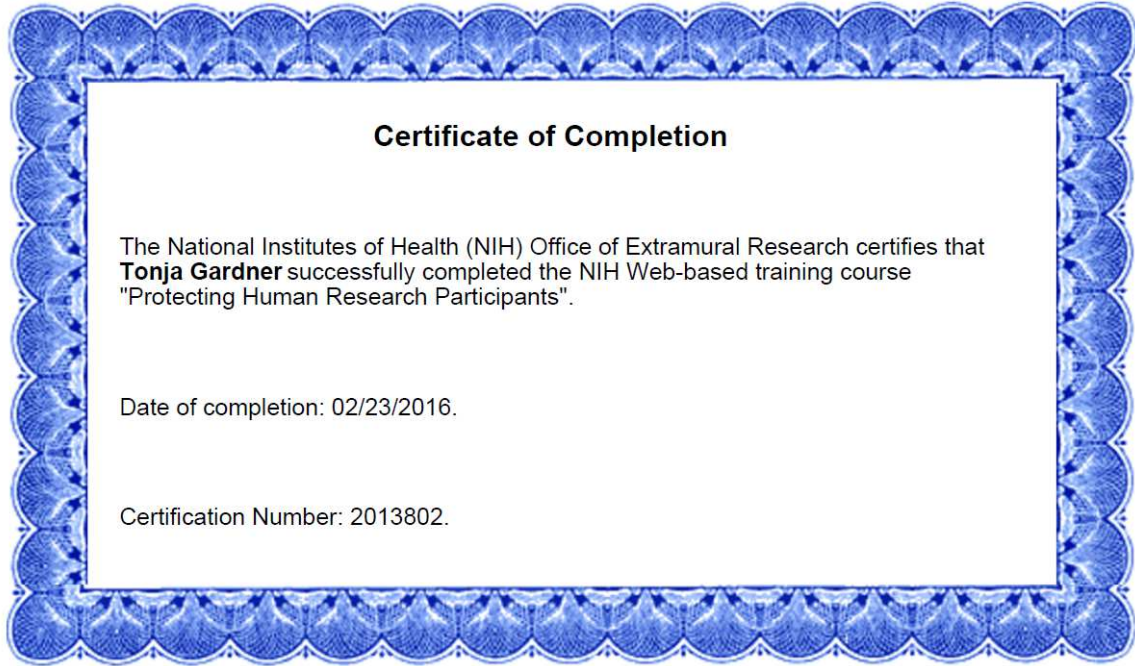 Certificate of Completion
The National Institutes of Health (NIH) Office of Extramural Research certifies that
Tonja Gardner successfully completed the NIH Web-based training course
"Protecting Human Research Participants".
Date of completion: 02/23/2016.
Certification Number: 2013802.